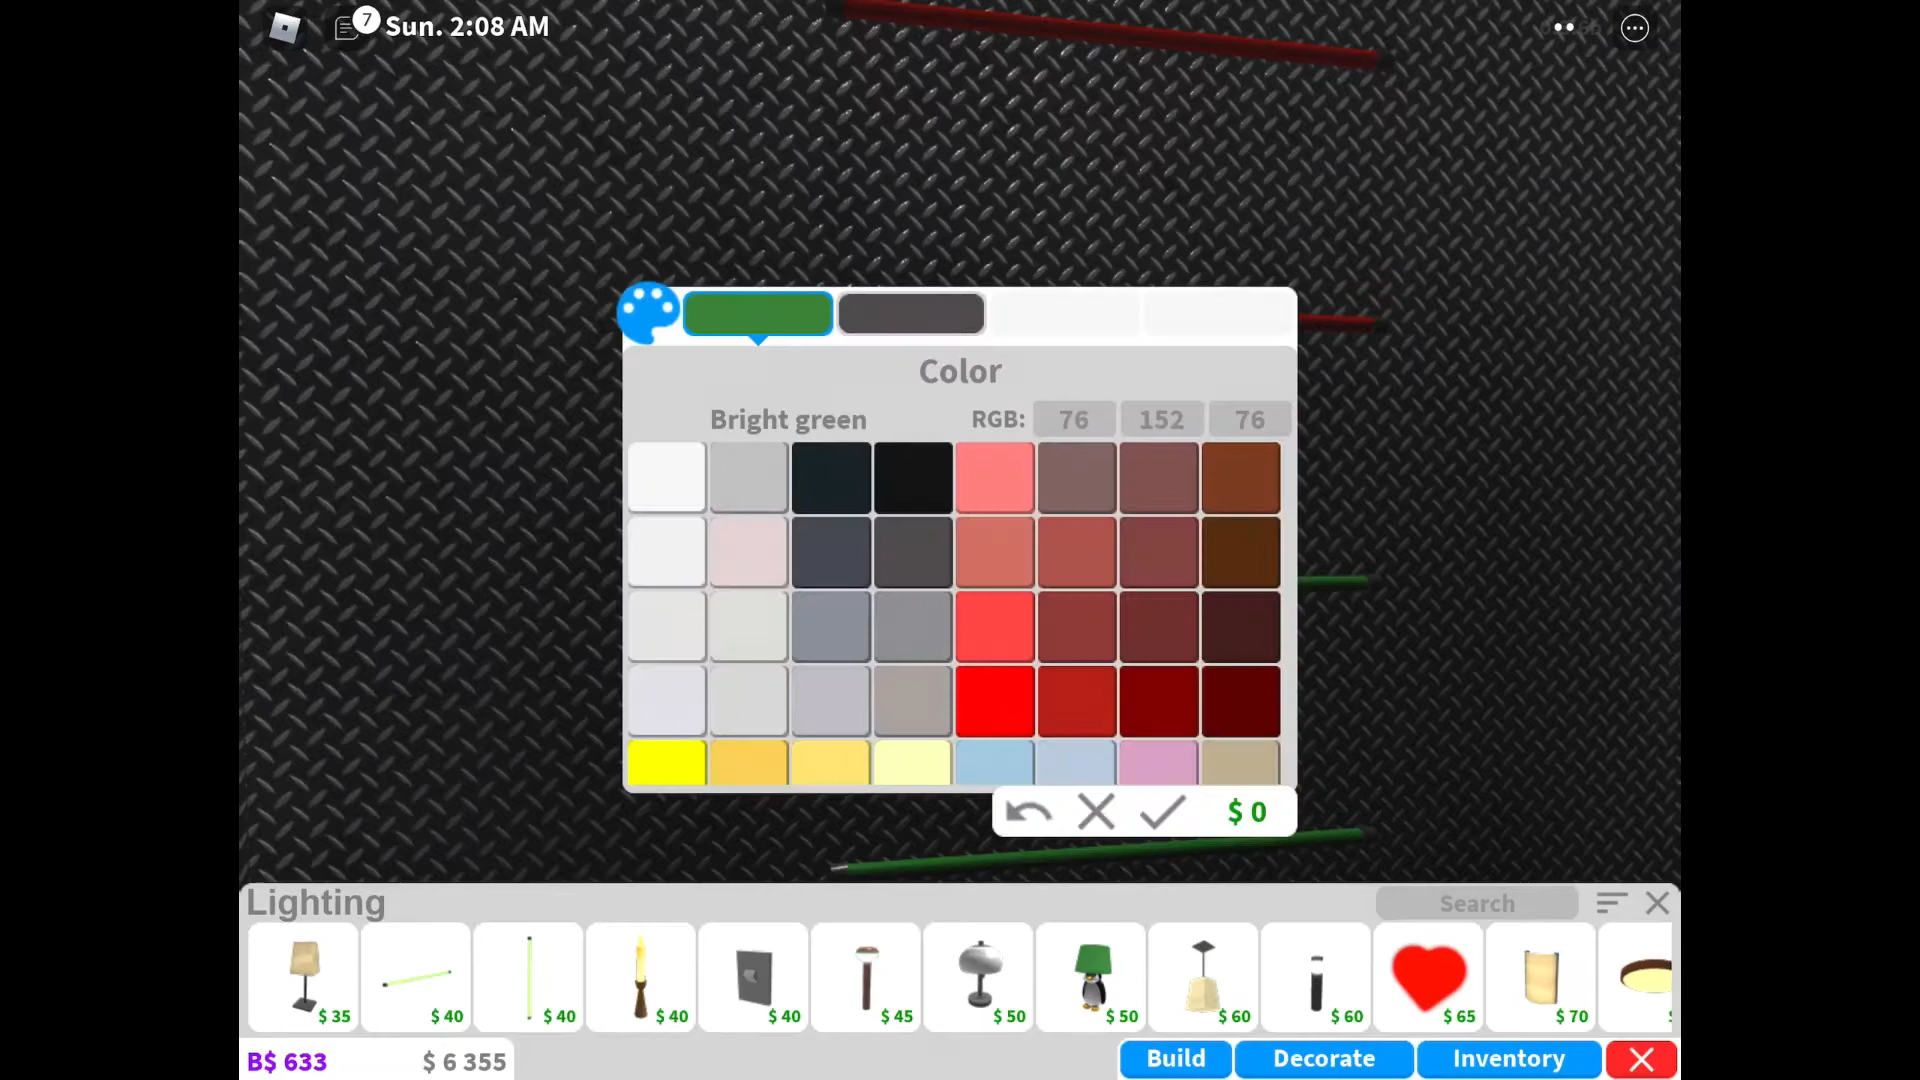 7
Sun. 2:08 AM
Color
Bright green RGB: 76 152 76
$ 0
Lighting
Search
$ 35 $ 40 $ 40 $ 40 $ 40 $ 45 $ 50 $ 50 $ 60 $ 60 $ 65 $ 70
B$ 633 $ 6 355 Build Decorate Inventory